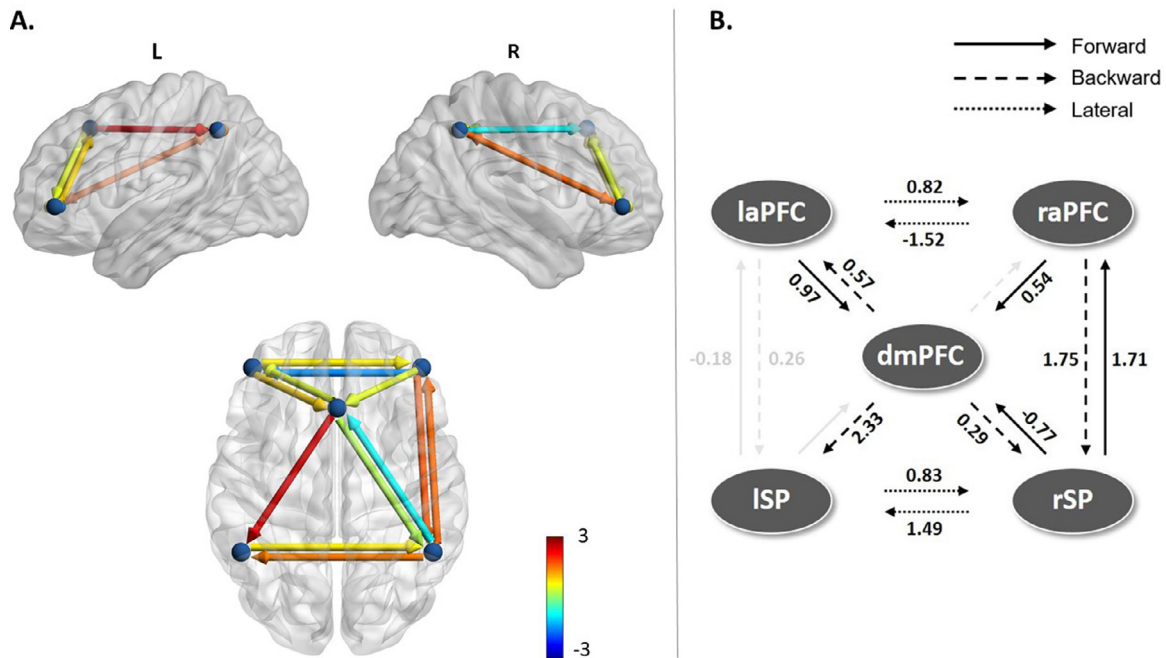 A.
L
R
3
-3
B.
Forward
Backward
Lateral
laPFC
0.82
-1.52
raPFC
0.57
0.97
0.54
dmPFC
-0.18
0.26
1.75
1.71
2.33
-0.77
0.29
lSP
0.83
1.49
rSP